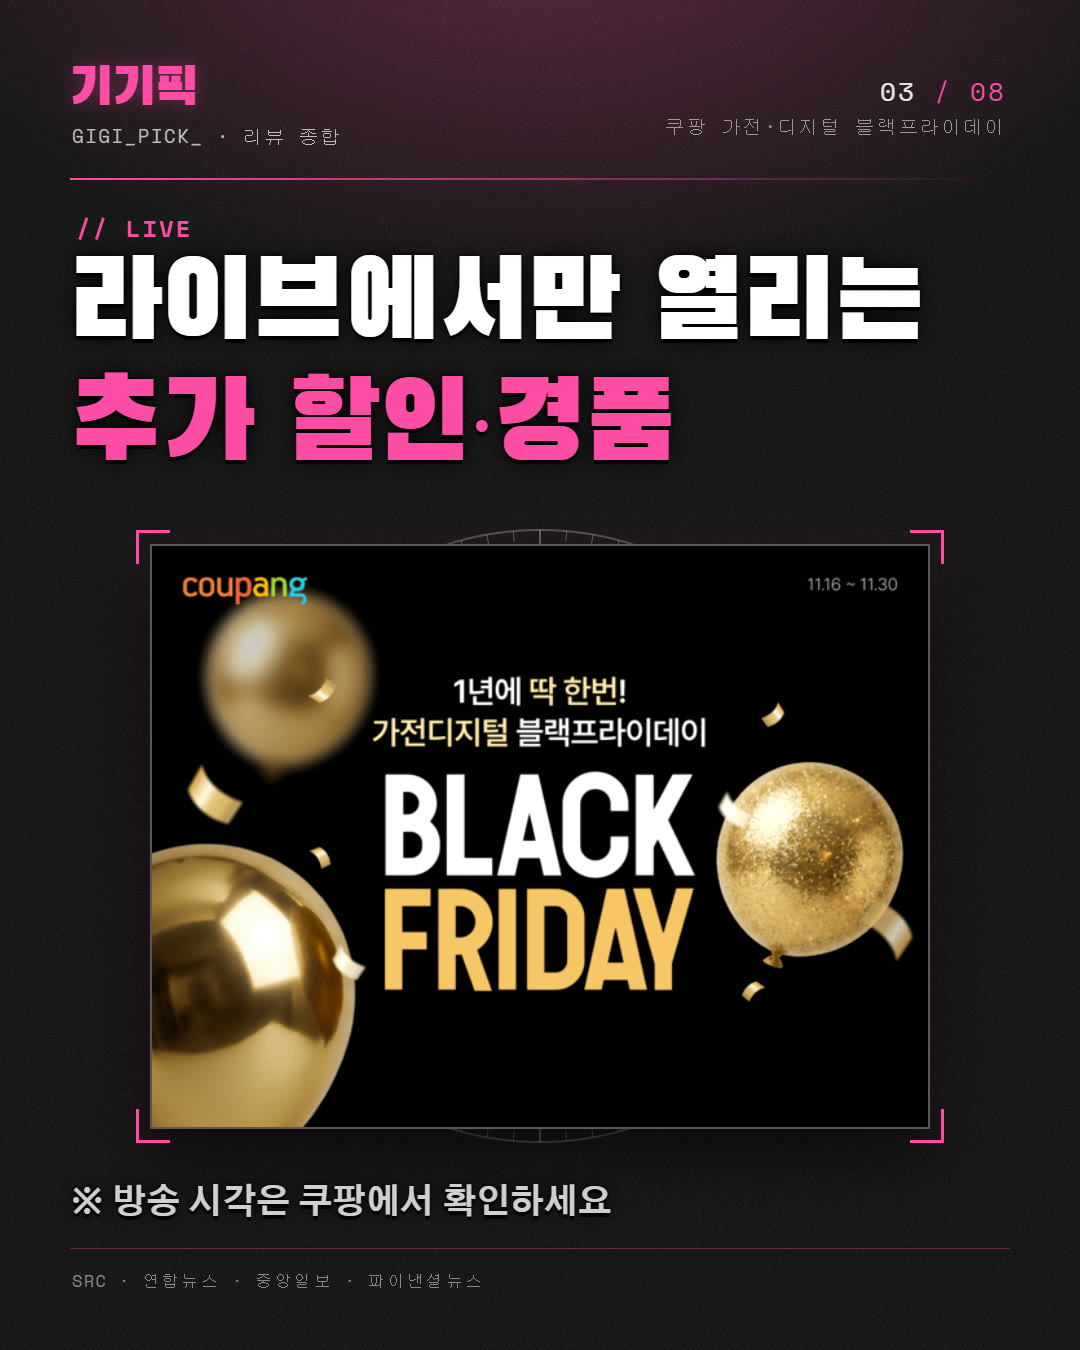 기기픽
GIGI_PICK_ · 리뷰 종합
03 / 08
쿠팡 가전·디지털 블랙프라이데이
// LIVE
라이브에서만 열리는
추가 할인·경품
coupang
11.16 ~ 11.30
1년에 딱 한번!
가전디지털 블랙프라이데이
BLACK
FRIDAY
※ 방송 시각은 쿠팡에서 확인하세요
SRC · 연합뉴스 · 중앙일보 · 파이낸셜뉴스